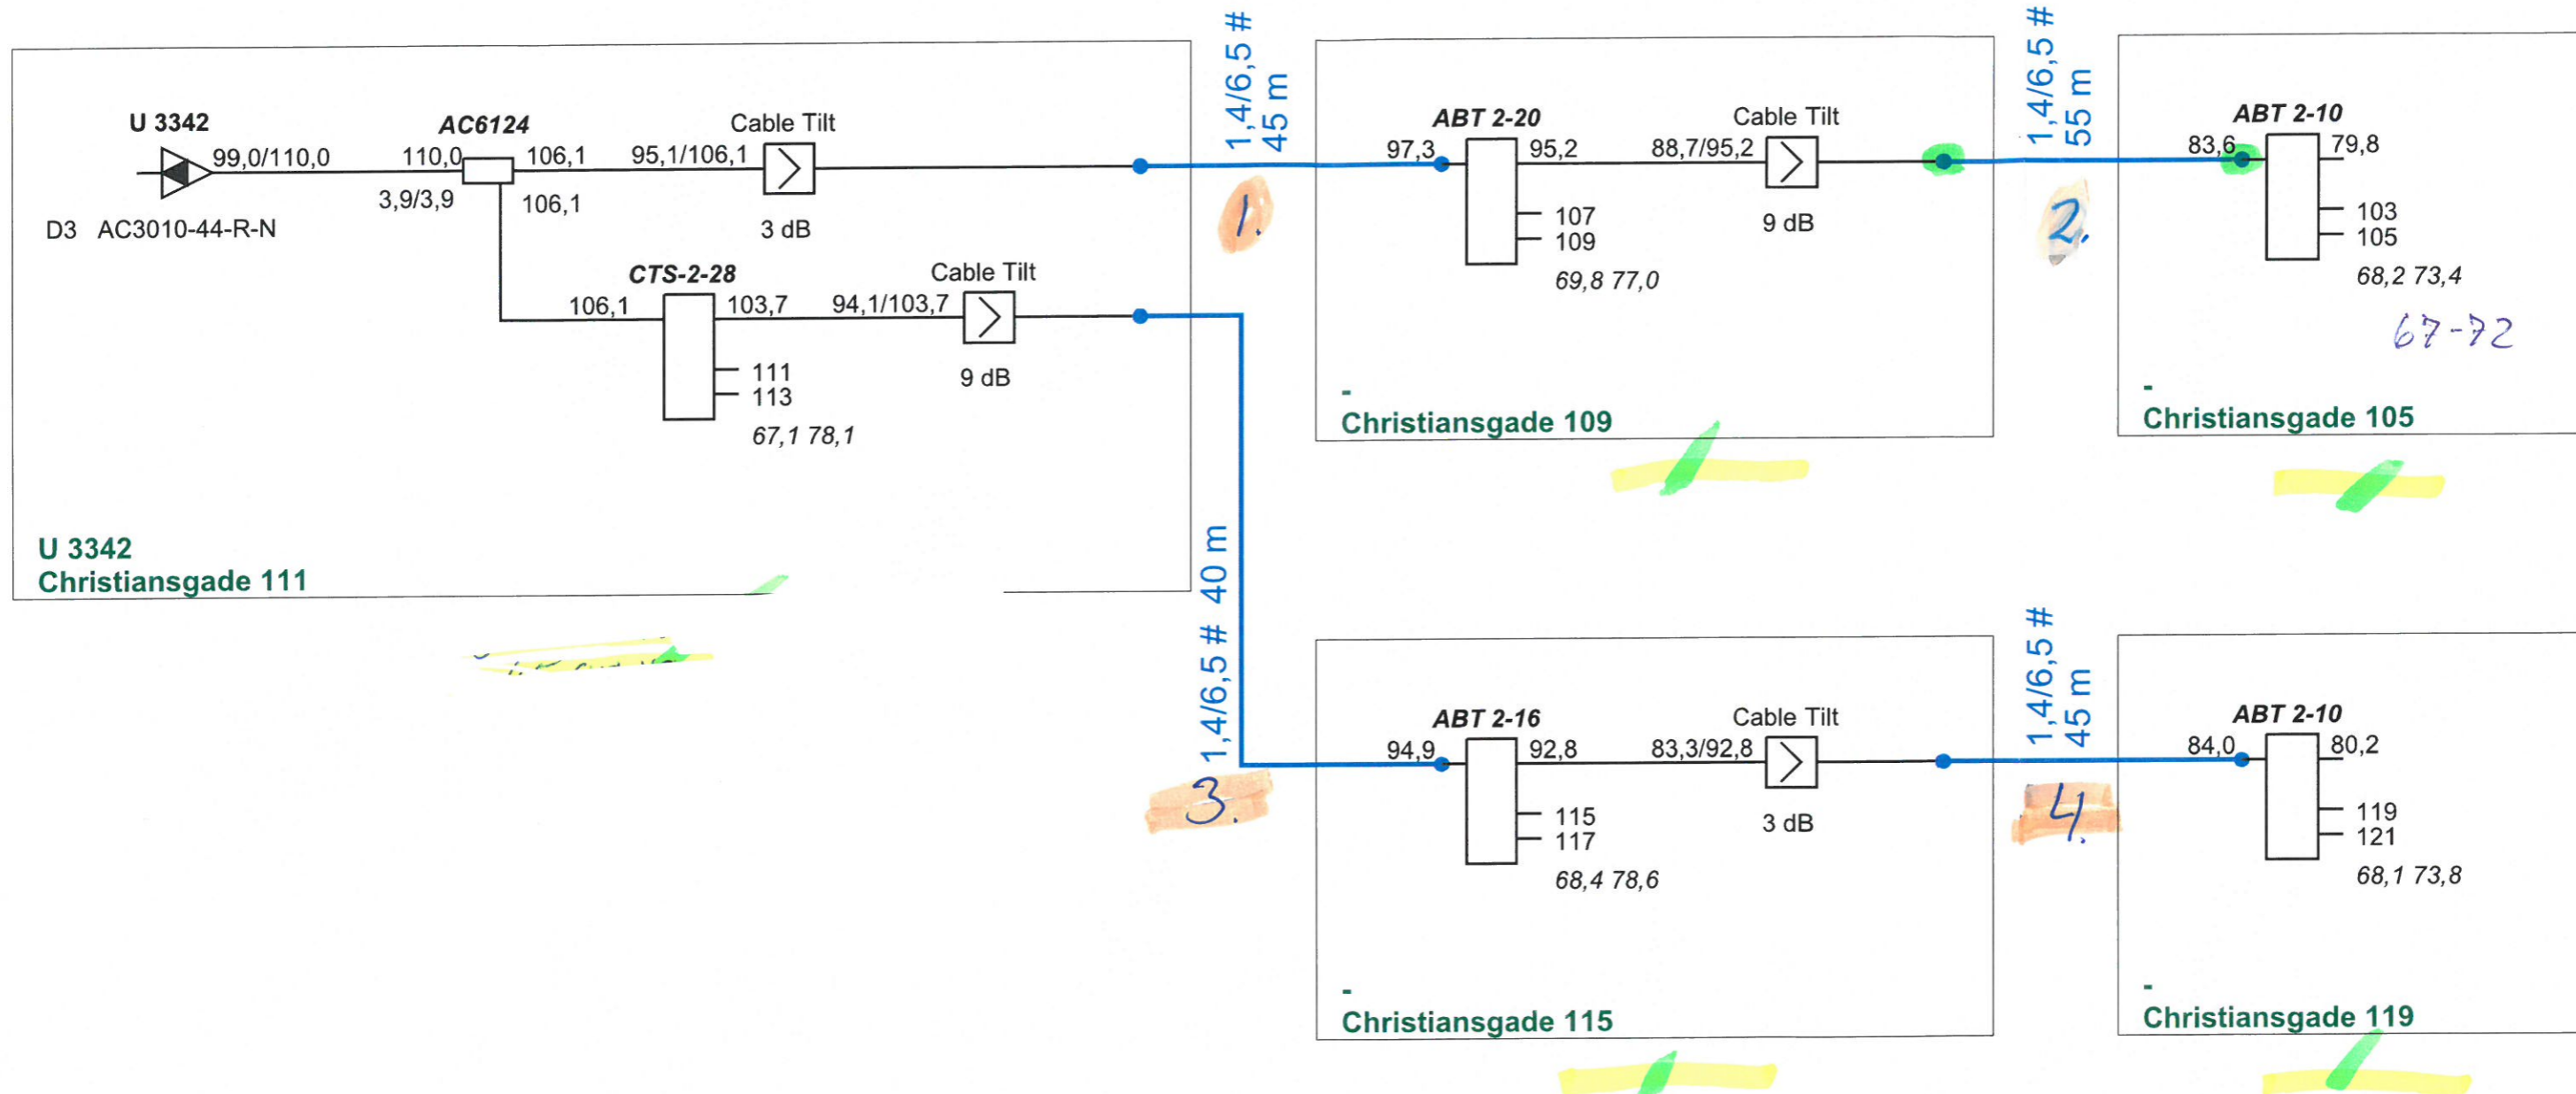 U 3342
99,0/110,0
D3 AC3010-44-R-N
AC6124
110,0
106,1
3,9/3,9
106,1
95,1/106,1
Cable Tilt
3 dB
CTS-2-28
106,1
103,7
111
113
67,1 78,1
94,1/103,7
Cable Tilt
9 dB
U 3342
Christiansgade 111
1,4/6,5 #
45 m
1.
97,3
ABT 2-20
95,2
107
109
69,8 77,0
88,7/95,2
Cable Tilt
9 dB
-
Christiansgade 109
1,4/6,5 #
55 m
2.
83,6
ABT 2-10
79,8
103
105
68,2 73,4
67-72
-
Christiansgade 105
1,4/6,5 # 40 m
3.
94,9
ABT 2-16
92,8
115
117
68,4 78,6
83,3/92,8
Cable Tilt
3 dB
-
Christiansgade 115
1,4/6,5 #
45 m
4.
84,0
ABT 2-10
80,2
119
121
68,1 73,8
-
Christiansgade 119